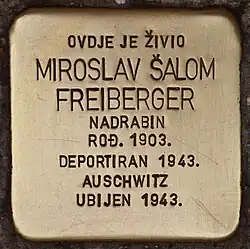 OVDJE JE ŽIVIO
MIROSLAV ŠALOM
FREIBERGER
NADRABIN
ROĐ. 1903.
DEPORTIRAN 1943.
AUSCHWITZ
UBIJEN 1943.